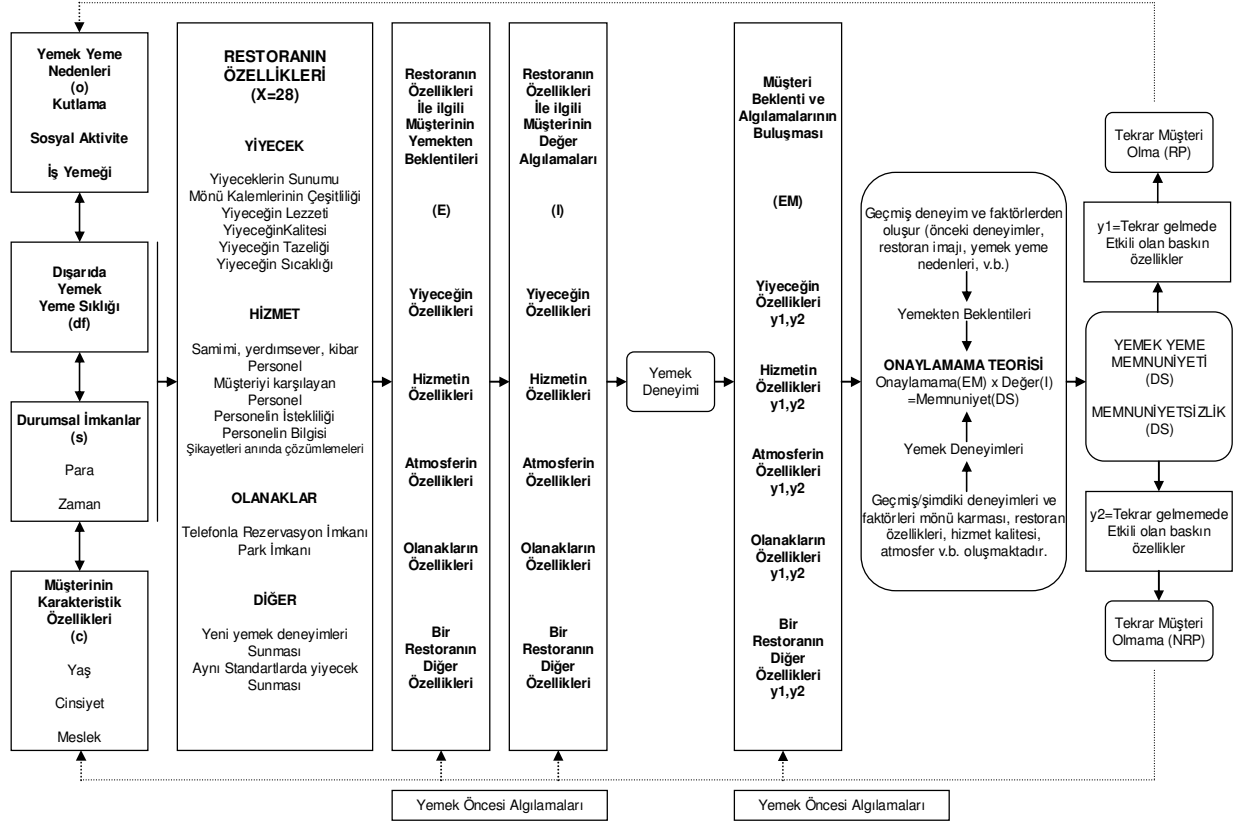 Yemek Yeme
Nedenleri
(o)
Kutlama
Sosyal Aktivite
İş Yemeği
Dışarıda
Yemek
Yeme Sıklığı
(df)
Durumsal İmkanlar
(s)
Para
Zaman
Müşterinin
Karakteristik
Özellikleri
(c)
Yaş
Cinsiyet
Meslek
RESTORANIN
ÖZELLİKLERİ
(X=28)
YİYECEK
Yiyeceklerin Sunumu
Mönü Kalemlerinin Çeşitliliği
Yiyeceğin Lezzeti
YiyeceğinKalitesi
Yiyeceğin Tazeliği
Yiyeceğin Sıcaklığı
HİZMET
Samimi, yerdımsever, kibar
Personel
Müşteriyi karşılayan
Personel
Personelin İstekliliği
Personelin Bilgisi
Şikayetleri anında çözümlemeleri
OLANAKLAR
Telefonla Rezervasyon İmkanı
Park İmkanı
DİĞER
Yeni yemek deneyimleri
Sunması
Aynı Standartlarda yiyecek
Sunması
Restoranın
Özellikleri
İle ilgili
Müşterinin
Yemekten
Beklentileri
(E)
Yiyeceğin
Özellikleri
Hizmetin
Özellikleri
Atmosferin
Özellikleri
Olanakların
Özellikleri
Bir
Restoranın
Diğer
Özellikleri
Restoranın
Özellikleri
İle ilgili
Müşterinin
Değer
Algılamaları
(I)
Yiyeceğin
Özellikleri
Hizmetin
Özellikleri
Atmosferin
Özellikleri
Olanakların
Özellikleri
Bir
Restoranın
Diğer
Özellikleri
Yemek
Deneyimi
Müşteri
Beklenti ve
Algılamalarının
Buluşması
(EM)
Yiyeceğin
Özellikleri
y1,y2
Hizmetin
Özellikleri
y1,y2
Atmosferin
Özellikleri
y1,y2
Olanakların
Özellikleri
y1,y2
Bir
Restoranın
Diğer
Özellikleri
y1,y2
Geçmiş deneyim ve faktörlerden
oluşur (önceki deneyimler,
restoran imajı, yemek yeme
nedenleri, v.b.)
Yemekten Beklentileri
ONAYLAMAMA TEORİSİ
Onaylamama(EM) x Değer(I)
=Memnuniyet(DS)
Yemek Deneyimleri
Geçmiş/şimdiki deneyimleri ve
faktörleri mönü karması, restoran
özellikleri, hizmet kalitesi,
atmosfer v.b. oluşmaktadır.
Tekrar Müşteri
Olma (RP)
y1=Tekrar gelmede
Etkili olan baskın
özellikler
YEMEK YEME
MEMNUNİYETİ
(DS)
MEMNUNİYETSİZLİK
(DS)
y2=Tekrar gelmemede
Etkili olan baskın
özellikler
Tekrar Müşteri
Olmama (NRP)
Yemek Öncesi Algılamaları
Yemek Öncesi Algılamaları